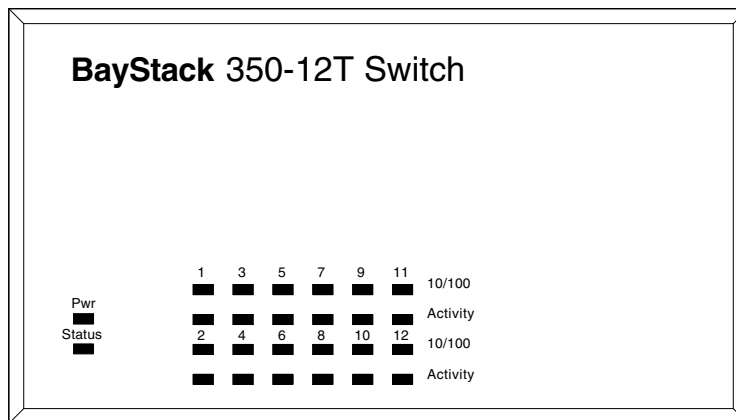 BayStack 350-12T Switch
1 3 5 7 9 11
10/100
Pwr
Activity
Status
2 4 6 8 10 12
10/100
Activity